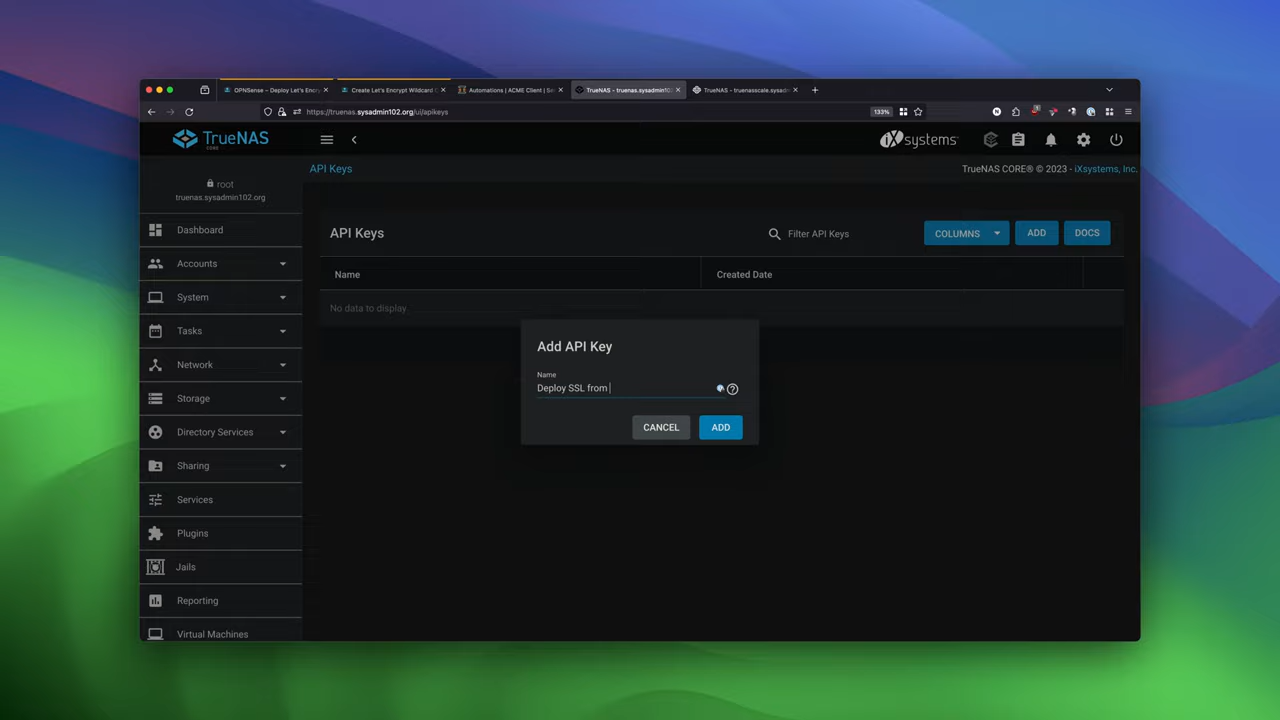 OPNSense – Deploy Let's Encry
Create Let's Encrypt Wildcard C
Automations | ACME Client | Se
TrueNAS - truenas.sysadmin102
TrueNAS - truenasscale.sysadm
https://truenas.sysadmin102.org/ui/apikeys
133%
TrueNAS
CORE
iXsystems
root
truenas.sysadmin102.org
API Keys
TrueNAS CORE® © 2023 - iXsystems, Inc.
Dashboard
Accounts
System
Tasks
Network
Storage
Directory Services
Sharing
Services
Plugins
Jails
Reporting
Virtual Machines
API Keys
Filter API Keys
COLUMNS
ADD
DOCS
Name
Created Date
No data to display
Add API Key
Name
Deploy SSL from
CANCEL
ADD